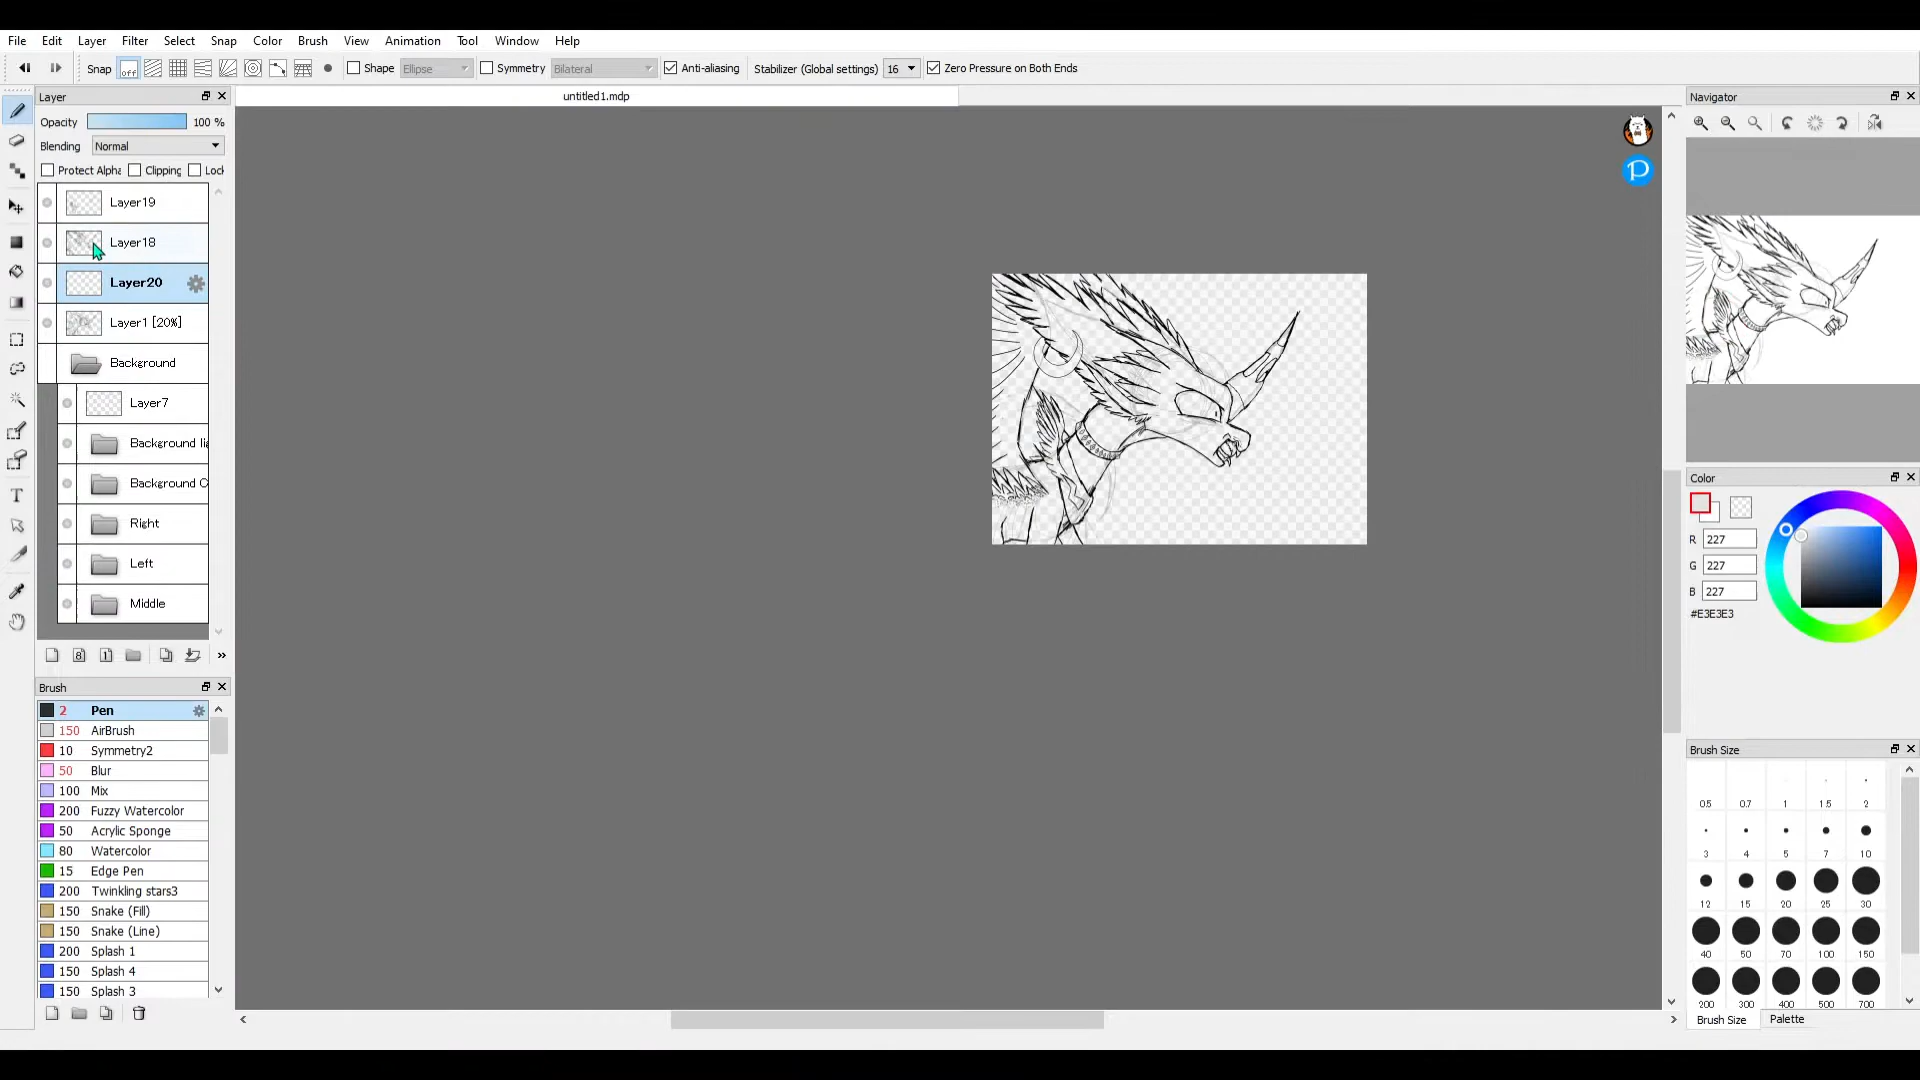 File Edit Layer Filter Select Snap Color Brush View Animation Tool Window Help
Snap off Shape Ellipse Symmetry Bilateral Anti-aliasing Stabilizer (Global settings) 16 Zero Pressure on Both Ends
Layer
untitled1.mdp
Opacity 100 %
Blending Normal
Protect Alpha Clipping Lock
Layer19
Layer18
Layer20
Layer1 [20%]
Background
Layer7
Background lig
Background C
Right
Left
Middle
8 1 »
Brush
2 Pen
150 AirBrush
10 Symmetry2
50 Blur
100 Mix
200 Fuzzy Watercolor
50 Acrylic Sponge
80 Watercolor
15 Edge Pen
200 Twinkling stars3
150 Snake (Fill)
150 Snake (Line)
200 Splash 1
150 Splash 4
150 Splash 3
Navigator
Color
R 227
G 227
B 227
#E3E3E3
Brush Size
0.5 0.7 1 1.5 2
3 4 5 7 10
12 15 20 25 30
40 50 70 100 150
200 300 400 500 700
Brush Size Palette